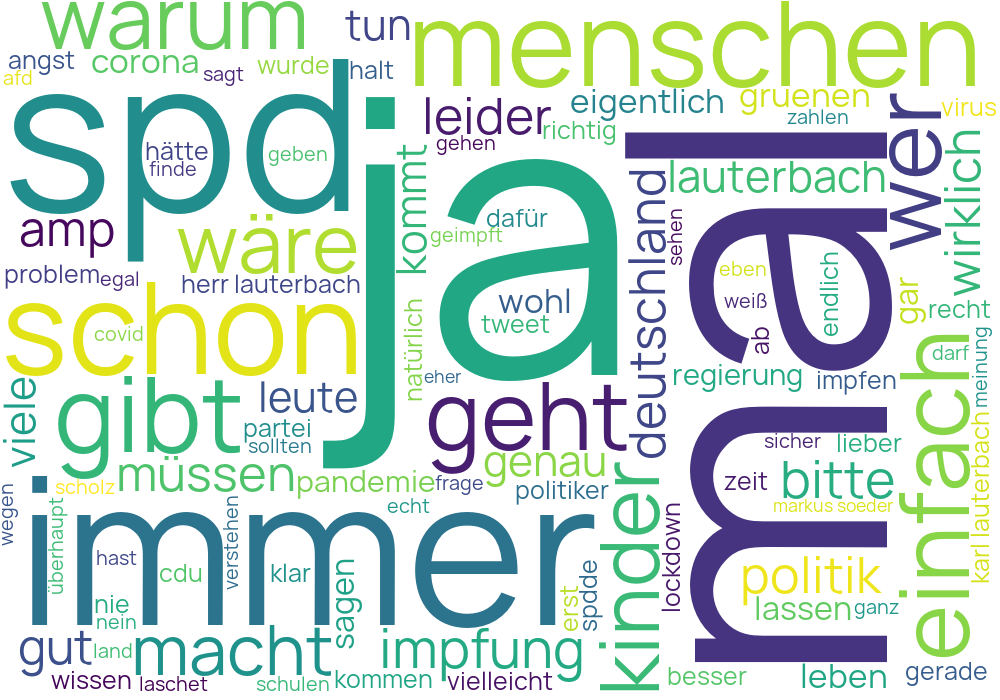 warum
tun
menschen
angst
corona
sagt
wurde
halt
afd
spd
ja
mal
leider
eigentlich
gruenen
zahlen
virus
richtig
gehen
wer
hätte
finde
geben
kommt
lauterbach
wirklich
amp
wäre
dafür
geimpft
deutschland
sehen
problem
egal
herr lauterbach
wohl
tweet
eben
weiß
endlich
gar
recht
schon
covid
natürlich
ab
darf
meinung
eher
regierung
impfen
einfach
viele
gibt
leute
geht
partei
sollten
sicher
lieber
müssen
pandemie
genau
frage
politiker
zeit
bitte
karl lauterbach
markus soeder
wegen
scholz
überhaupt
immer
verstehen
echt
kinder
lockdown
hast
cdu
klar
sagen
erst
spdde
politik
nie
nein
lassen
ganz
gut
land
macht
impfung
wissen
laschet
schulen
kommen
vielleicht
besser
leben
gerade